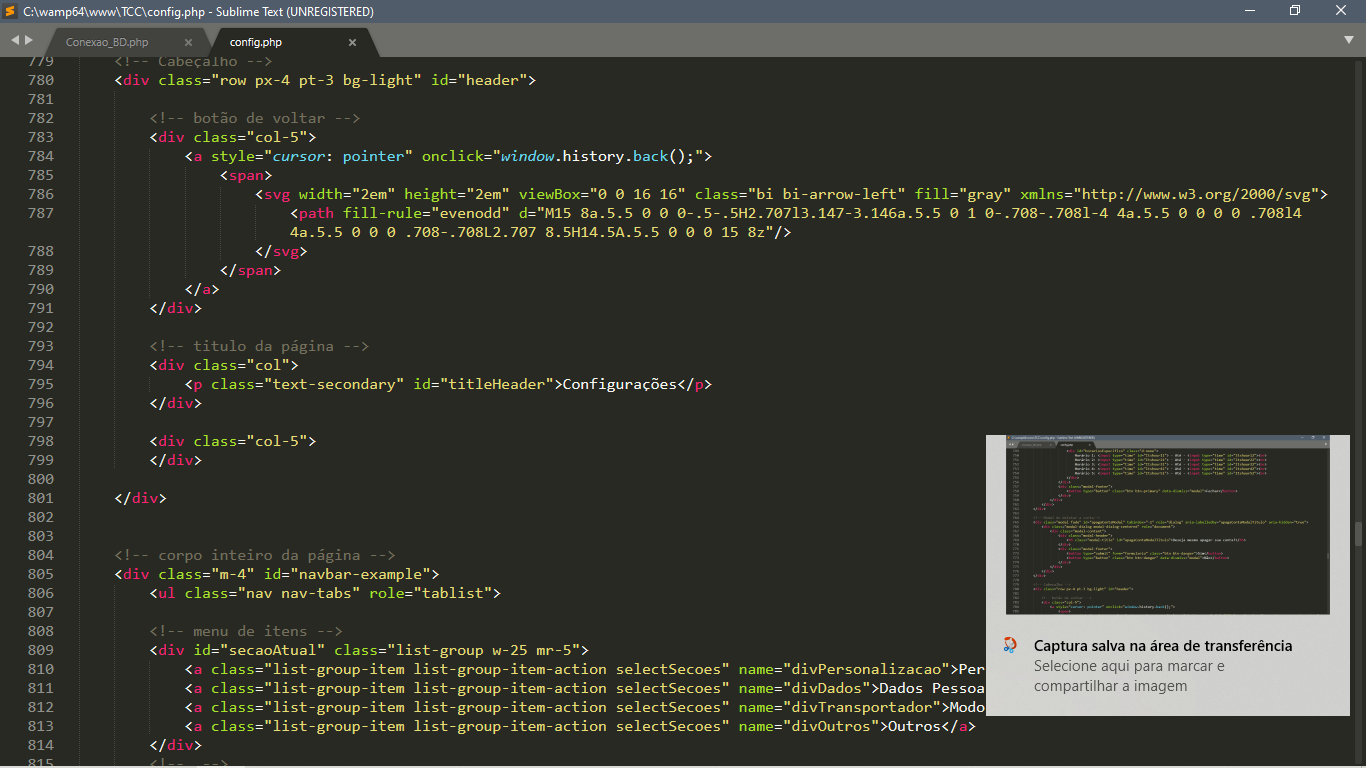 C:\wamp64\www\TCC\config.php - Sublime Text (UNREGISTERED)
Conexao_BD.php
config.php
779 <!-- Cabeçalho -->
780 <div class="row px-4 pt-3 bg-light" id="header">
781
782 <!-- botão de voltar -->
783 <div class="col-5">
784 <a style="cursor: pointer" onclick="window.history.back();">
785 <span>
786 <svg width="2em" height="2em" viewBox="0 0 16 16" class="bi bi-arrow-left" fill="gray" xmlns="http://www.w3.org/2000/svg">
787 <path fill-rule="evenodd" d="M15 8a.5.5 0 0 0-.5-.5H2.707l3.147-3.146a.5.5 0 1 0-.708-.708l-4 4a.5.5 0 0 0 0 .708l4
4a.5.5 0 0 0 .708-.708L2.707 8.5H14.5A.5.5 0 0 0 15 8z"/>
788 </svg>
789 </span>
790 </a>
791 </div>
792
793 <!-- titulo da página -->
794 <div class="col">
795 <p class="text-secondary" id="titleHeader">Configurações</p>
796 </div>
797
798 <div class="col-5">
799 </div>
800
801 </div>
802
803
804 <!-- corpo inteiro da página -->
805 <div class="m-4" id="navbar-example">
806 <ul class="nav nav-tabs" role="tablist">
807
808 <!-- menu de itens -->
809 <div id="secaoAtual" class="list-group w-25 mr-5">
810 <a class="list-group-item list-group-item-action selectSecoes" name="divPersonalizacao">Per
811 <a class="list-group-item list-group-item-action selectSecoes" name="divDados">Dados Pessoa
812 <a class="list-group-item list-group-item-action selectSecoes" name="divTransportador">Modo
813 <a class="list-group-item list-group-item-action selectSecoes" name="divOutros">Outros</a>
814 </div>
815 <!-- -->
Captura salva na área de transferência
Selecione aqui para marcar e
compartilhar a imagem